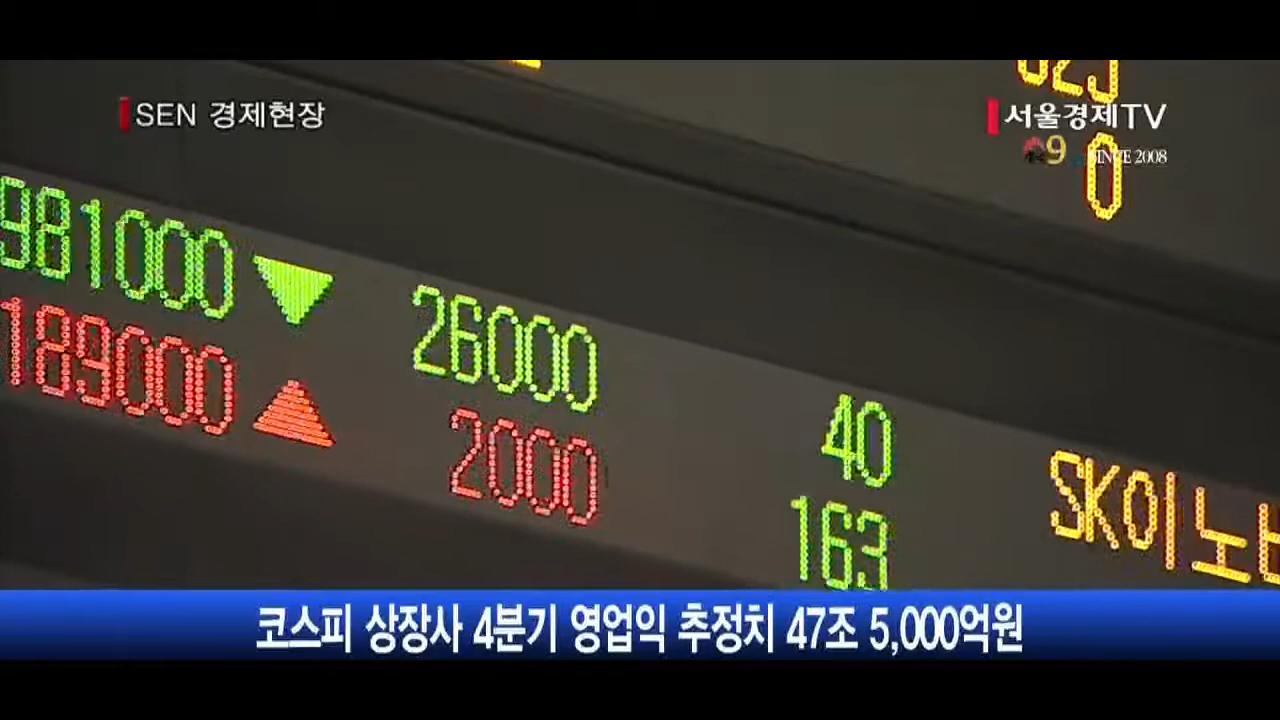 SEN 경제현장
서울경제TV
9 SINCE 2008
0
981000 ▼ 26000 40
189000 ▲ 2000 163
SK이노
코스피 상장사 4분기 영업익 추정치 47조 5,000억원